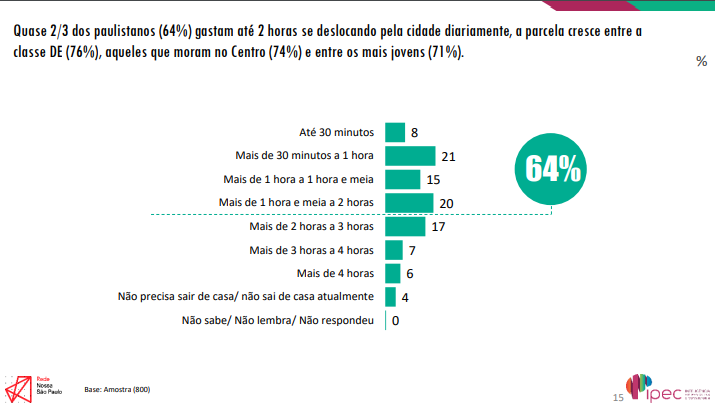 Quase 2/3 dos paulistanos (64%) gastam até 2 horas se deslocando pela cidade diariamente, a parcela cresce entre a
classe DE (76%), aqueles que moram no Centro (74%) e entre os mais jovens (71%).
%
Até 30 minutos 8
Mais de 30 minutos a 1 hora 21
Mais de 1 hora a 1 hora e meia 15
Mais de 1 hora e meia a 2 horas 20
64%
Mais de 2 horas a 3 horas 17
Mais de 3 horas a 4 horas 7
Mais de 4 horas 6
Não precisa sair de casa/ não sai de casa atualmente 4
Não sabe/ Não lembra/ Não respondeu 0
Rede
Nossa
São Paulo
Base: Amostra (800)
15
ipec